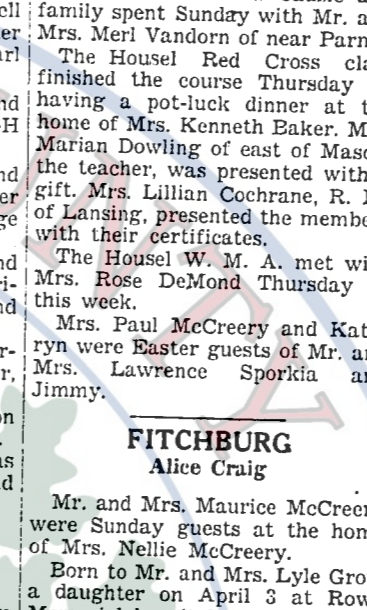 family spent Sunday with Mr. a
Mrs. Merl Vandorn of near Parn
The Housel Red Cross cla
finished the course Thursday
having a pot-luck dinner at t
home of Mrs. Kenneth Baker. M
Marian Dowling of east of Maso
the teacher, was presented with
gift. Mrs. Lillian Cochrane, R. 
of Lansing, presented the membe
with their certificates.
The Housel W. M. A. met wi
Mrs. Rose DeMond Thursday
this week.
Mrs. Paul McCreery and Kat
ryn were Easter guests of Mr. an
Mrs. Lawrence Sporkia an
Jimmy.
FITCHBURG
Alice Craig
Mr. and Mrs. Maurice McCreer
were Sunday guests at the hom
of Mrs. Nellie McCreery.
Born to Mr. and Mrs. Lyle Gro
a daughter on April 3 at Row